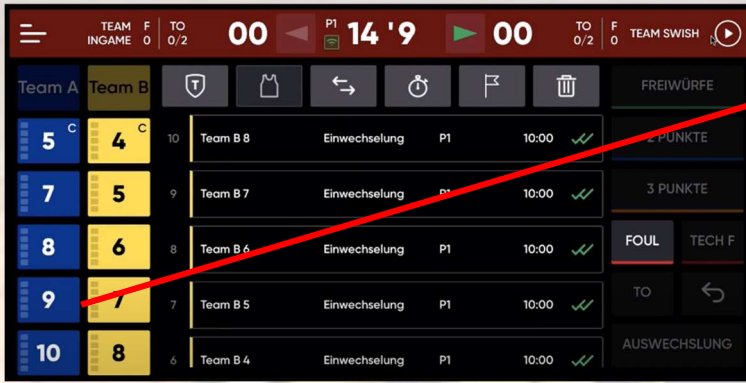 TEAM INGAME F 0 TO 0/2 00 P1 14 '9 00 TO 0/2 F 0 TEAM SWISH
Team A Team B T FREIWÜRFE
5 C 4 C 10 Team B 8 Einwechselung P1 10:00 2 PUNKTE
7 5 9 Team B 7 Einwechselung P1 10:00 3 PUNKTE
8 6 8 Team B 6 Einwechselung P1 10:00 FOUL TECH F
9 7 7 Team B 5 Einwechselung P1 10:00 TO
10 8 6 Team B 4 Einwechselung P1 10:00 AUSWECHSLUNG